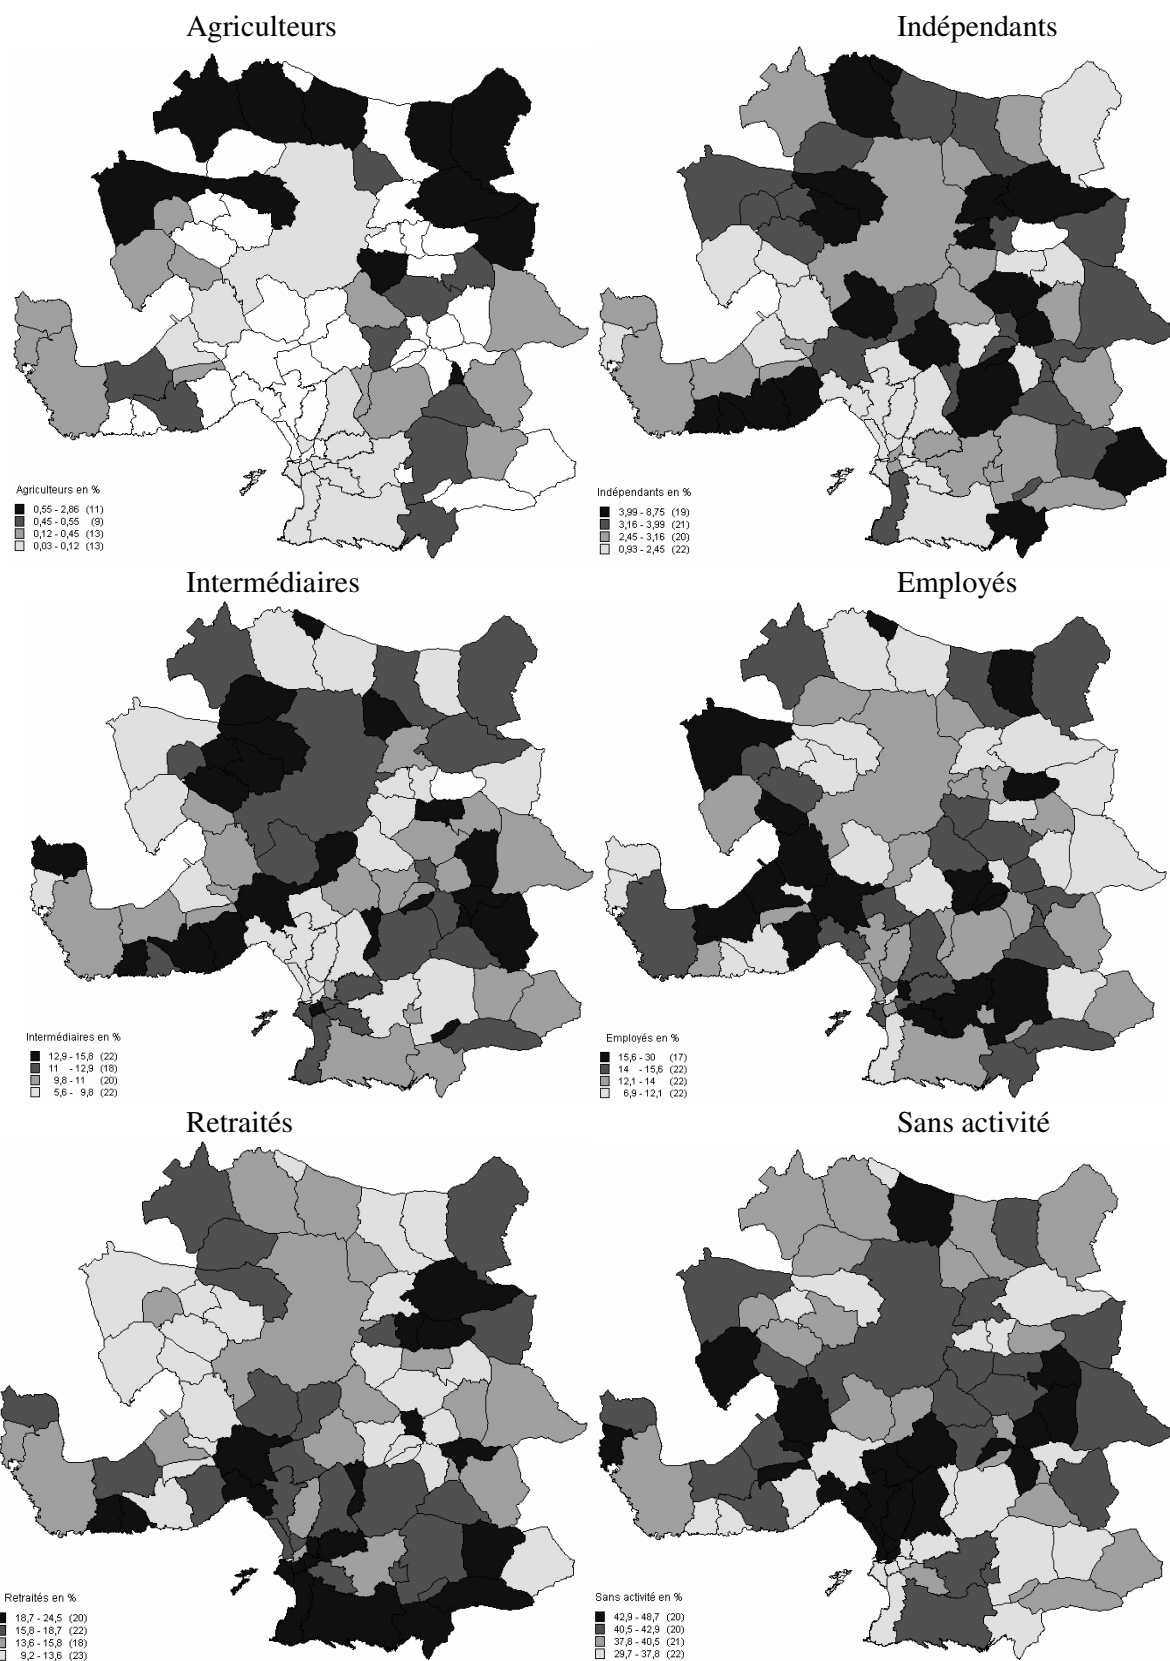 Agriculteurs
Indépendants
Agriculteurs en %
0,55 - 2,86 (11)
0,45 - 0,55 (9)
0,12 - 0,45 (13)
0,03 - 0,12 (13)
Indépendants en %
3,99 - 8,75 (19)
3,16 - 3,99 (21)
2,45 - 3,16 (20)
0,93 - 2,45 (22)
Intermédiaires
Employés
Intermédiaires en %
12,9 - 15,8 (22)
11 - 12,9 (18)
9,8 - 11 (20)
5,6 - 9,8 (22)
Employés en %
15,6 - 30 (17)
14 - 15,6 (22)
12,1 - 14 (22)
6,9 - 12,1 (22)
Retraités
Sans activité
Retraités en %
18,7 - 24,5 (20)
15,8 - 18,7 (22)
13,6 - 15,8 (18)
9,2 - 13,6 (23)
Sans activité en %
42,9 - 48,7 (20)
40,5 - 42,9 (20)
37,8 - 40,5 (21)
29,7 - 37,8 (22)